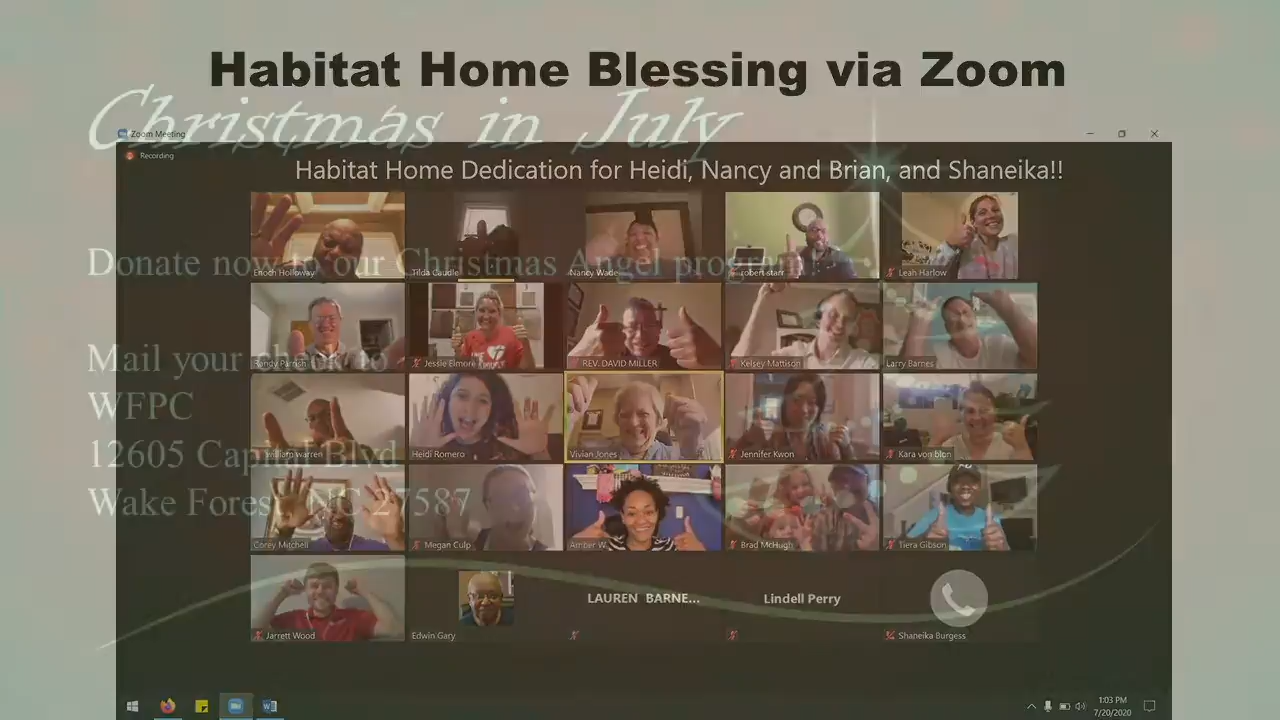 Habitat Home Blessing via Zoom
Christmas in July
Zoom Meeting
Recording
Habitat Home Dedication for Heidi, Nancy and Brian, and Shaneika!!
Enoch Holloway
Tilda Caudle
Nancy Wade
robert starr
Leah Harlow
Donate now to our Christmas Angel program!
Randy Parrish
Jessie Elmore
REV. DAVID MILLER
Kelsey Mattison
Larry Barnes
Mail your check to
WFPC
12605 Capital Blvd
Wake Forest, NC 27587
william warren
Heidi Romero
Vivian Jones
Jennifer Kwon
Kara von blon
Corey Mitchell
Megan Culp
Amber W
Brad McHugh
Tiera Gibson
Jarrett Wood
Edwin Gary
LAUREN BARNE...
Lindell Perry
Shaneika Burgess
1:03 PM
7/20/2020